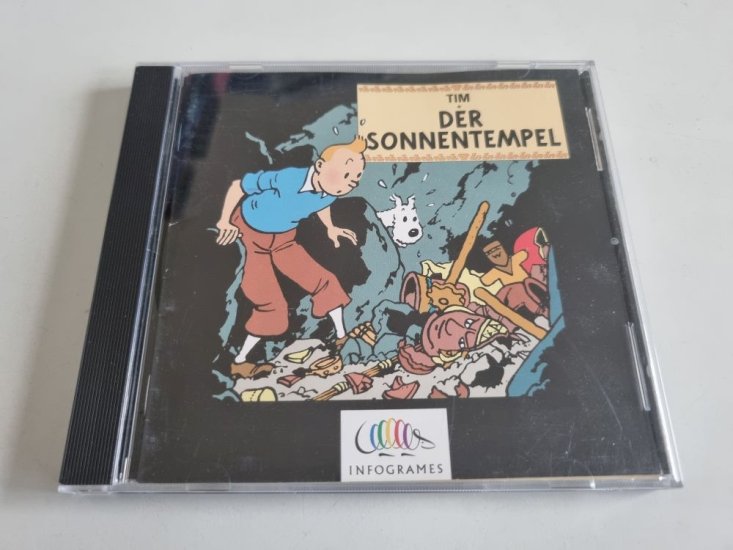 TIM
DER
SONNENTEMPEL
INFOGRAMES